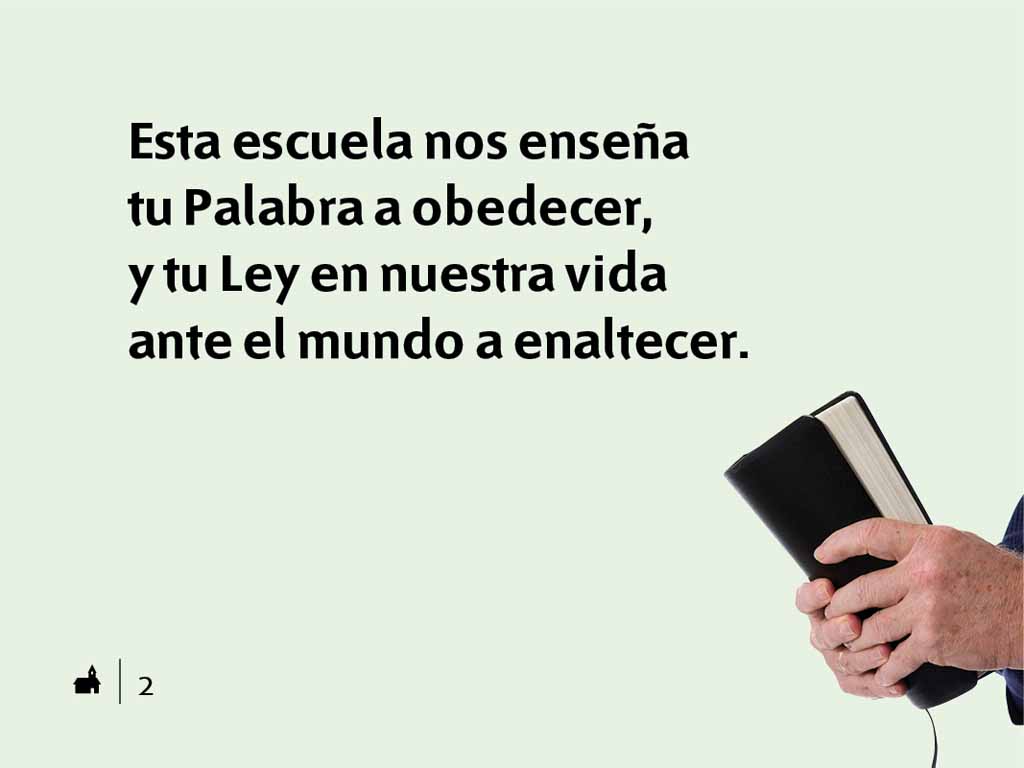 Esta escuela nos enseña
tu Palabra a obedecer,
y tu Ley en nuestra vida
ante el mundo a enaltecer.
2